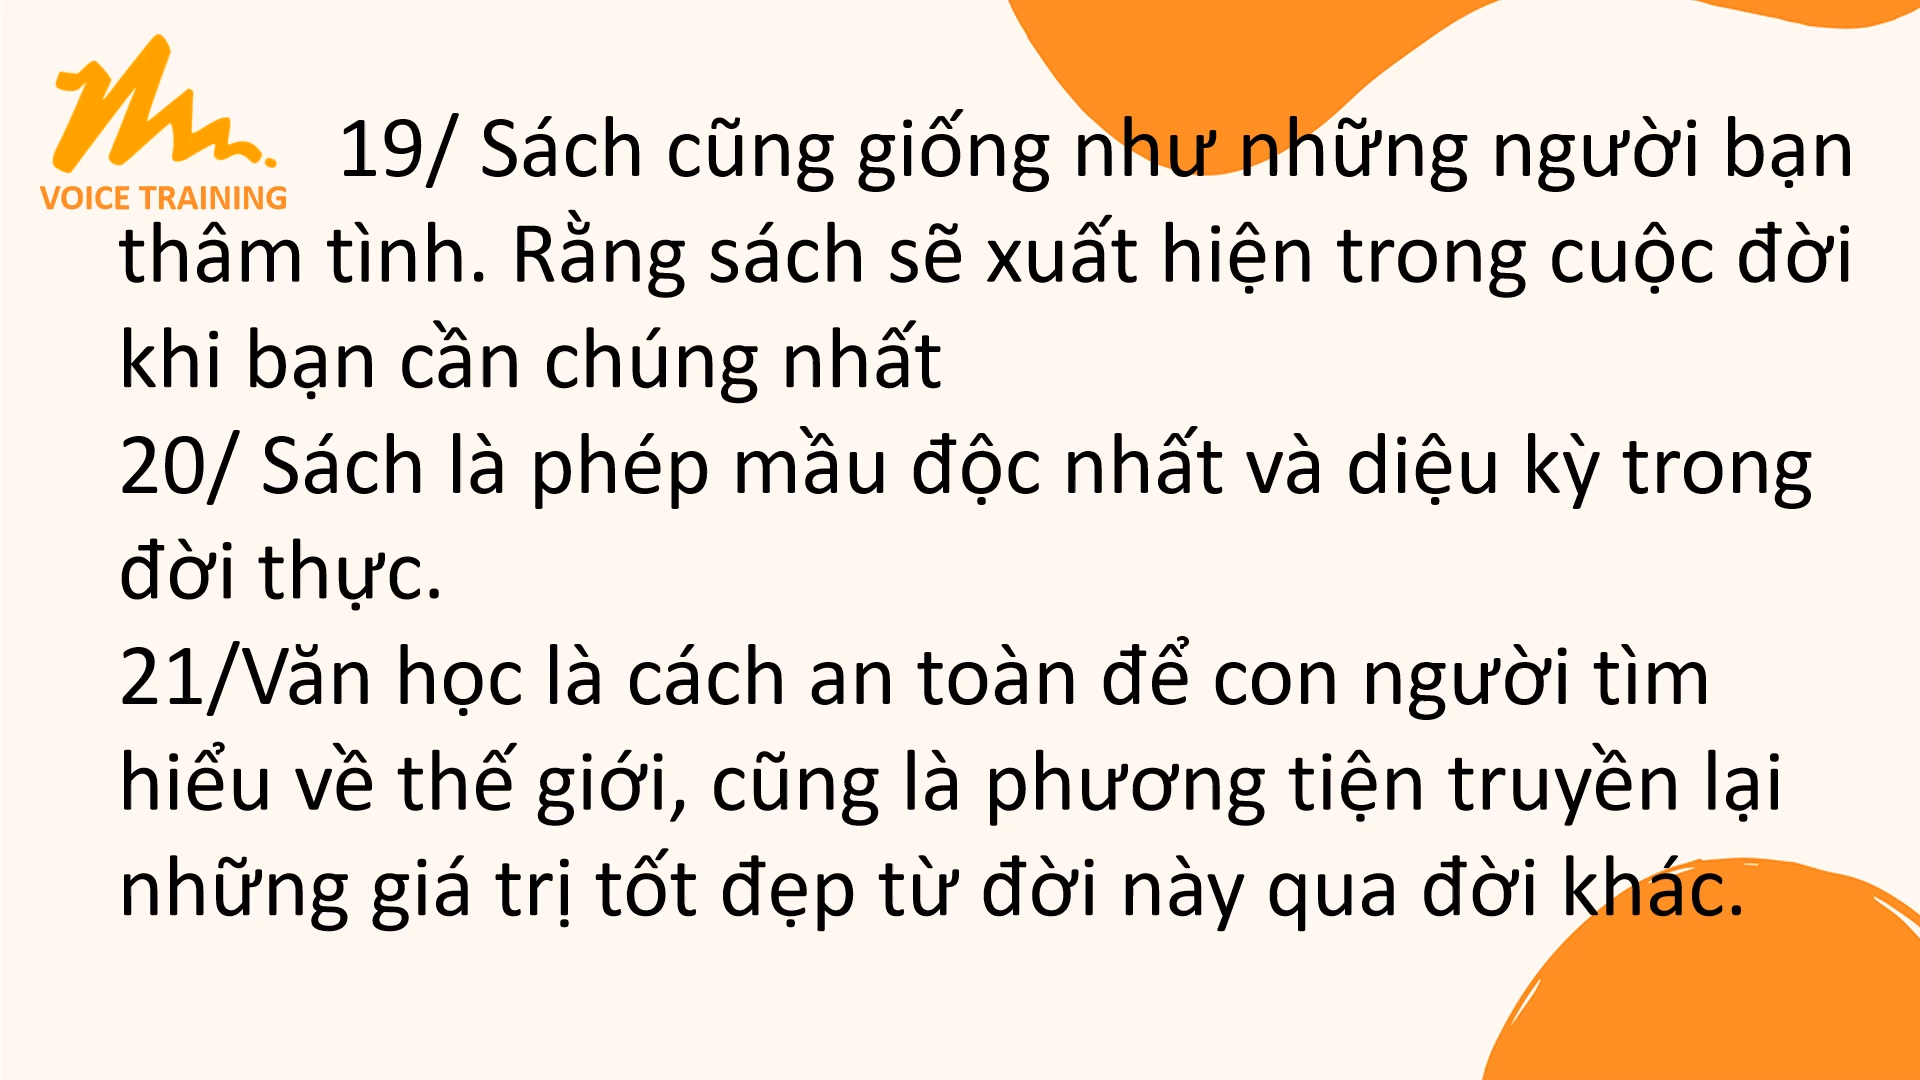 VOICE TRAINING
19/ Sách cũng giống như những người bạn
thâm tình. Rằng sách sẽ xuất hiện trong cuộc đời
khi bạn cần chúng nhất
20/ Sách là phép mầu độc nhất và diệu kỳ trong
đời thực.
21/Văn học là cách an toàn để con người tìm
hiểu về thế giới, cũng là phương tiện truyền lại
những giá trị tốt đẹp từ đời này qua đời khác.